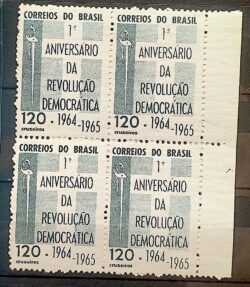 CORREIOS DO BRASIL
1º
ANIVERSÁRIO
DA
REVOLUÇÃO
DEMOCRÁTICA
120 • 1964
-1965
cruzeiros
CORREIOS DO BRASIL
1º
ANIVERSÁRIO
DA
REVOLUÇÃO
DEMOCRÁTICA
120 • 1964
-1965
cruzeiros
CORREIOS DO BRASIL
1º
ANIVERSÁRIO
DA
REVOLUÇÃO
DEMOCRÁTICA
120 • 1964
-1965
cruzeiros
CORREIOS DO BRASIL
1º
ANIVERSÁRIO
DA
REVOLUÇÃO
DEMOCRÁTICA
120 • 1964
-1965
cruzeiros